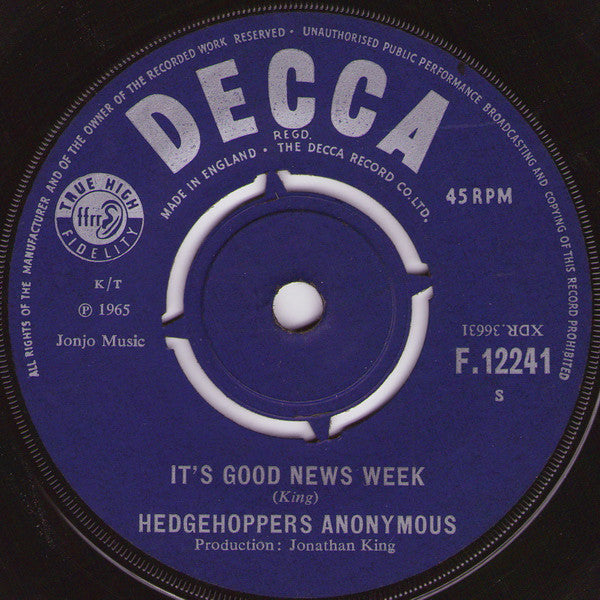 ALL RIGHTS OF THE MANUFACTURER AND OF THE OWNER OF THE RECORDED WORK RESERVED · UNAUTHORISED PUBLIC PERFORMANCE BROADCASTING AND COPYING OF THIS RECORD PROHIBITED
DECCA
REGD.
MADE IN ENGLAND · THE DECCA RECORD CO. LTD.
TRUE HIGH
ffrr
FIDELITY
45 RPM
K/T
℗ 1965
Jonjo Music
XDR.36631
F.12241
S
IT'S GOOD NEWS WEEK
(King)
HEDGEHOPPERS ANONYMOUS
Production: Jonathan King